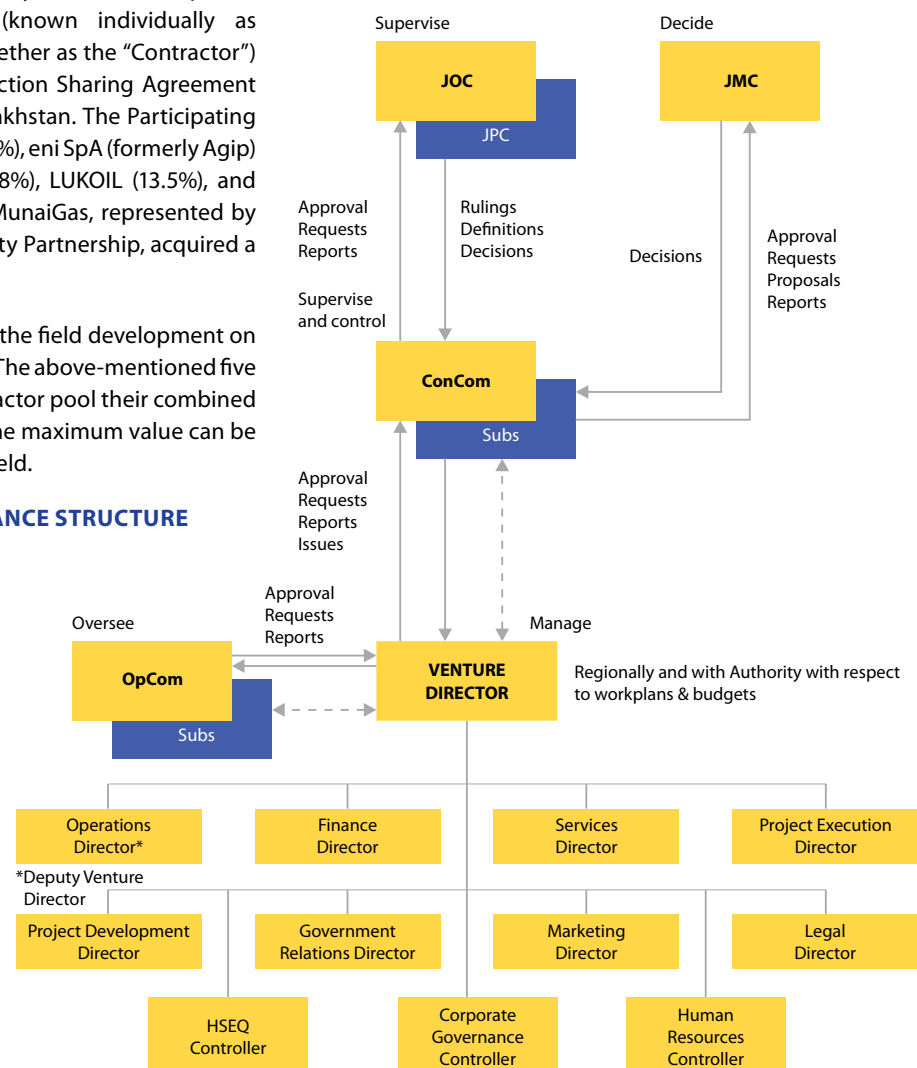 (known individually as
ether as the “Contractor”)
ction Sharing Agreement
akhstan. The Participating
%), eni SpA (formerly Agip)
8%), LUKOIL (13.5%), and
MunaiGas, represented by
ty Partnership, acquired a
the field development on
The above-mentioned five
actor pool their combined
ne maximum value can be
eld.
ANCE STRUCTURE
Supervise
Decide
JOC
JPC
JMC
Approval
Requests
Reports
Rulings
Definitions
Decisions
Decisions
Approval
Requests
Proposals
Reports
Supervise
and control
ConCom
Subs
Approval
Requests
Reports
Issues
Approval
Requests
Reports
Oversee
Manage
OpCom
Subs
VENTURE
DIRECTOR
Regionally and with Authority with respect
to workplans & budgets
Operations
Director*
Finance
Director
Services
Director
Project Execution
Director
*Deputy Venture
Director
Project Development
Director
Government
Relations Director
Marketing
Director
Legal
Director
HSEQ
Controller
Corporate
Governance
Controller
Human
Resources
Controller